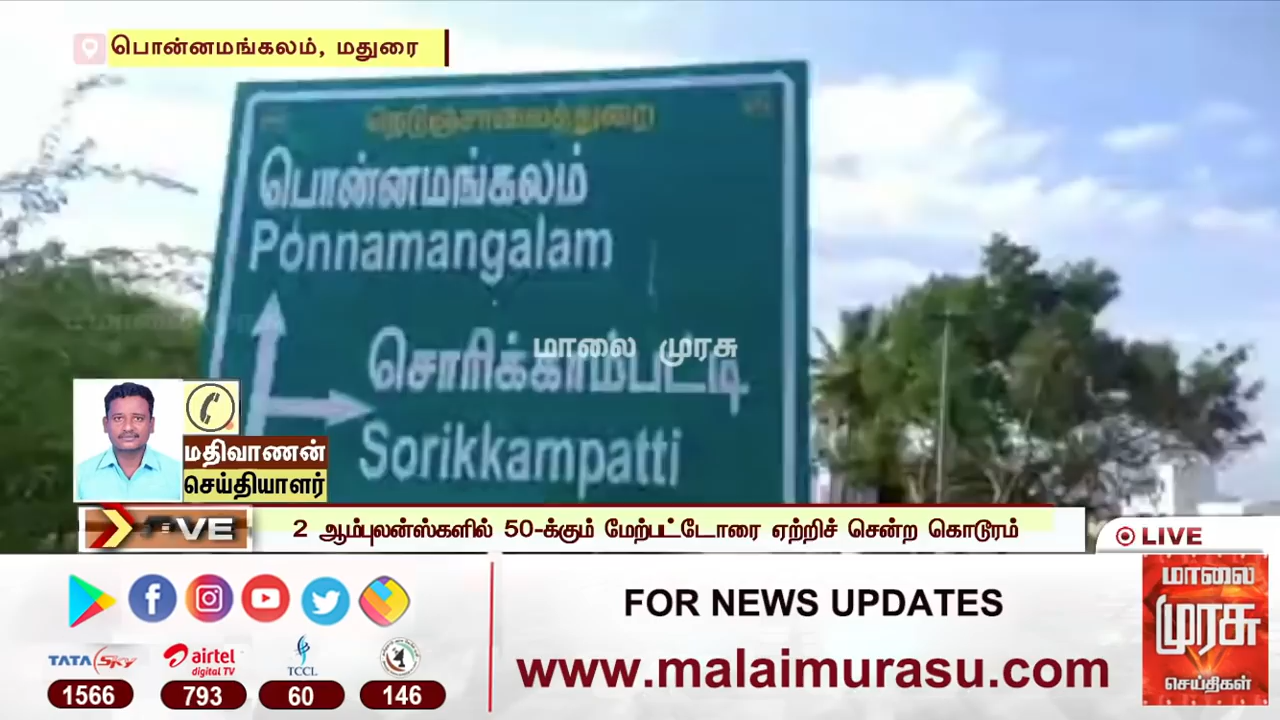 பொன்னமங்கலம், மதுரை
நெடுஞ்சாலைத்துறை
பொன்னமங்கலம்
Ponnamangalam
சொரிக்காம்பட்டி
Sorikkampatti
மாலை முரசு
மதிவாணன்
செய்தியாளர்
2 ஆம்புலன்ஸ்களில் 50-க்கும் மேற்பட்டோரை ஏற்றிச் சென்ற கொடூரம்
LIVE
FOR NEWS UPDATES
www.malaimurasu.com
TATA SKY
1566
airtel
digital TV
793
TCCL
60
146
மாலை
முரசு
செய்திகள்